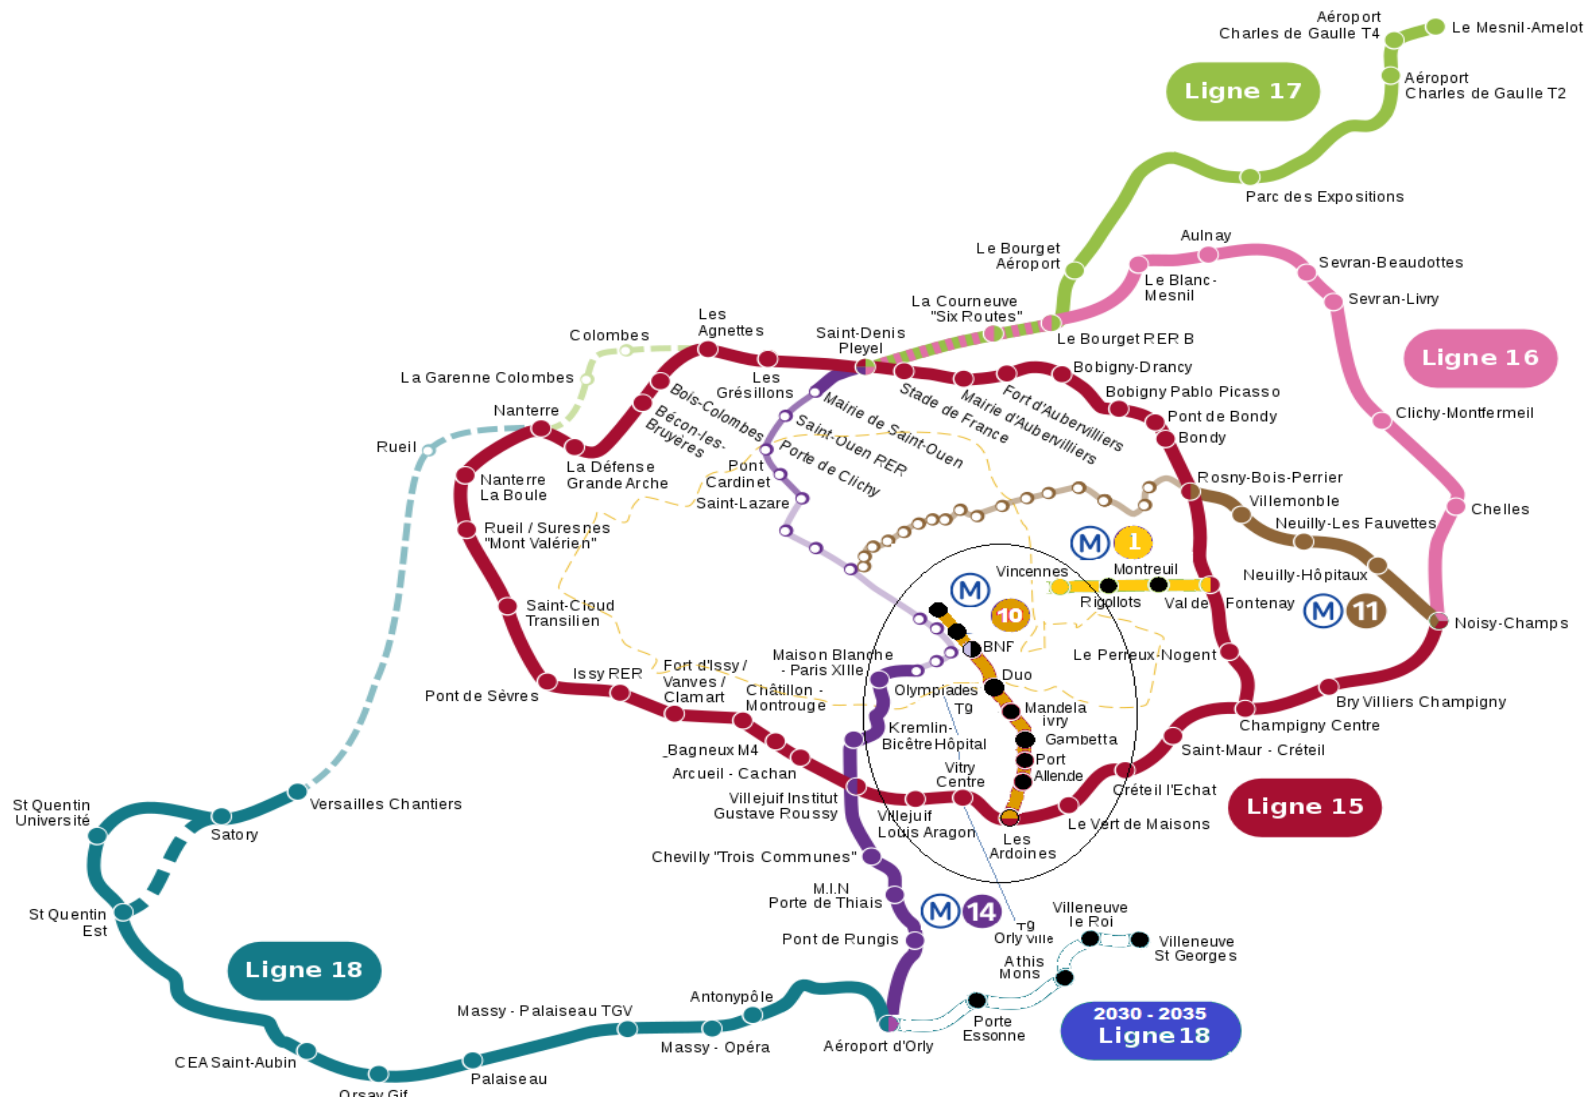 Aéroport
Charles de Gaulle T4
Le Mesnil-Amelot
Ligne 17
Aéroport
Charles de Gaulle T2
Parc des Expositions
Aulnay
Le Bourget
Aéroport
Sevran-Beaudottes
Le Blanc-
Mesnil
Sevran-Livry
La Courneuve
"Six Routes"
Les
Agnettes
Colombes
Saint-Denis
Pleyel
Le Bourget RER B
Ligne 16
La Garenne Colombes
Les
Grésillons
Bobigny-Drancy
Bobigny Pablo Picasso
Nanterre
Bois-Colombes
Bécon-les-
Bruyères
Mairie de Saint-Ouen
Saint-Ouen RER
Porte de Clichy
Stade de France
Mairie d'Aubervilliers
Fort d'Aubervilliers
Pont de Bondy
Bondy
Clichy-Montfermeil
Rueil
La Défense
Grande Arche
Pont
Cardinet
Saint-Lazare
Nanterre
La Boule
Rosny-Bois-Perrier
Villemonble
Chelles
Rueil / Suresnes
"Mont Valérien"
Neuilly-Les Fauvettes
M 1
Vincennes
Montreuil
Neuilly-Hôpitaux
Rigollots
Val de Fontenay
M 11
Saint-Cloud
Transilien
M
10
Noisy-Champs
BNF
Maison Blanche
- Paris XIIIe
Le Perreux-Nogent
Issy RER
Fort d'Issy /
Vanves /
Clamart
Pont de Sèvres
Châtillon -
Montrouge
Olympiades
Duo
Tg
Mandela
ivry
Bry Villiers Champigny
Kremlin-
Bicêtre Hôpital
Gambetta
Champigny Centre
Bagneux M4
Saint-Maur - Créteil
Arcueil - Cachan
Vitry
Centre
Port
Allende
Créteil l'Echat
Villejuif Institut
Gustave Roussy
Villejuif
Louis Aragon
Le Vert de Maisons
Ligne 15
Les
Ardoines
St Quentin
Université
Versailles Chantiers
Satory
Chevilly "Trois Communes"
M.I.N
Porte de Thiais
M 14
St Quentin
Est
Pont de Rungis
Tg
Orly ville
Villeneuve
le Roi
Villeneuve
St Georges
Athis
Mons
Ligne 18
Antonypôle
Massy - Palaiseau TGV
Massy - Opéra
Aéroport d'Orly
Porte
Essonne
2030 - 2035
Ligne18
CEA Saint-Aubin
Palaiseau
Orsay Gif